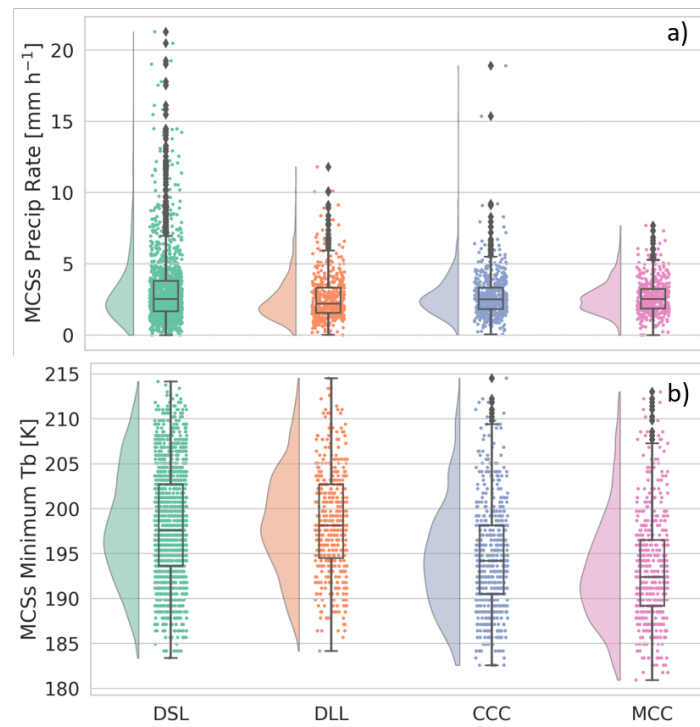 a)
MCSs Precip Rate [mm h⁻¹]
20
15
10
5
0
b)
MCSs Minimum Tb [K]
215
210
205
200
195
190
185
180
DSL DLL CCC MCC